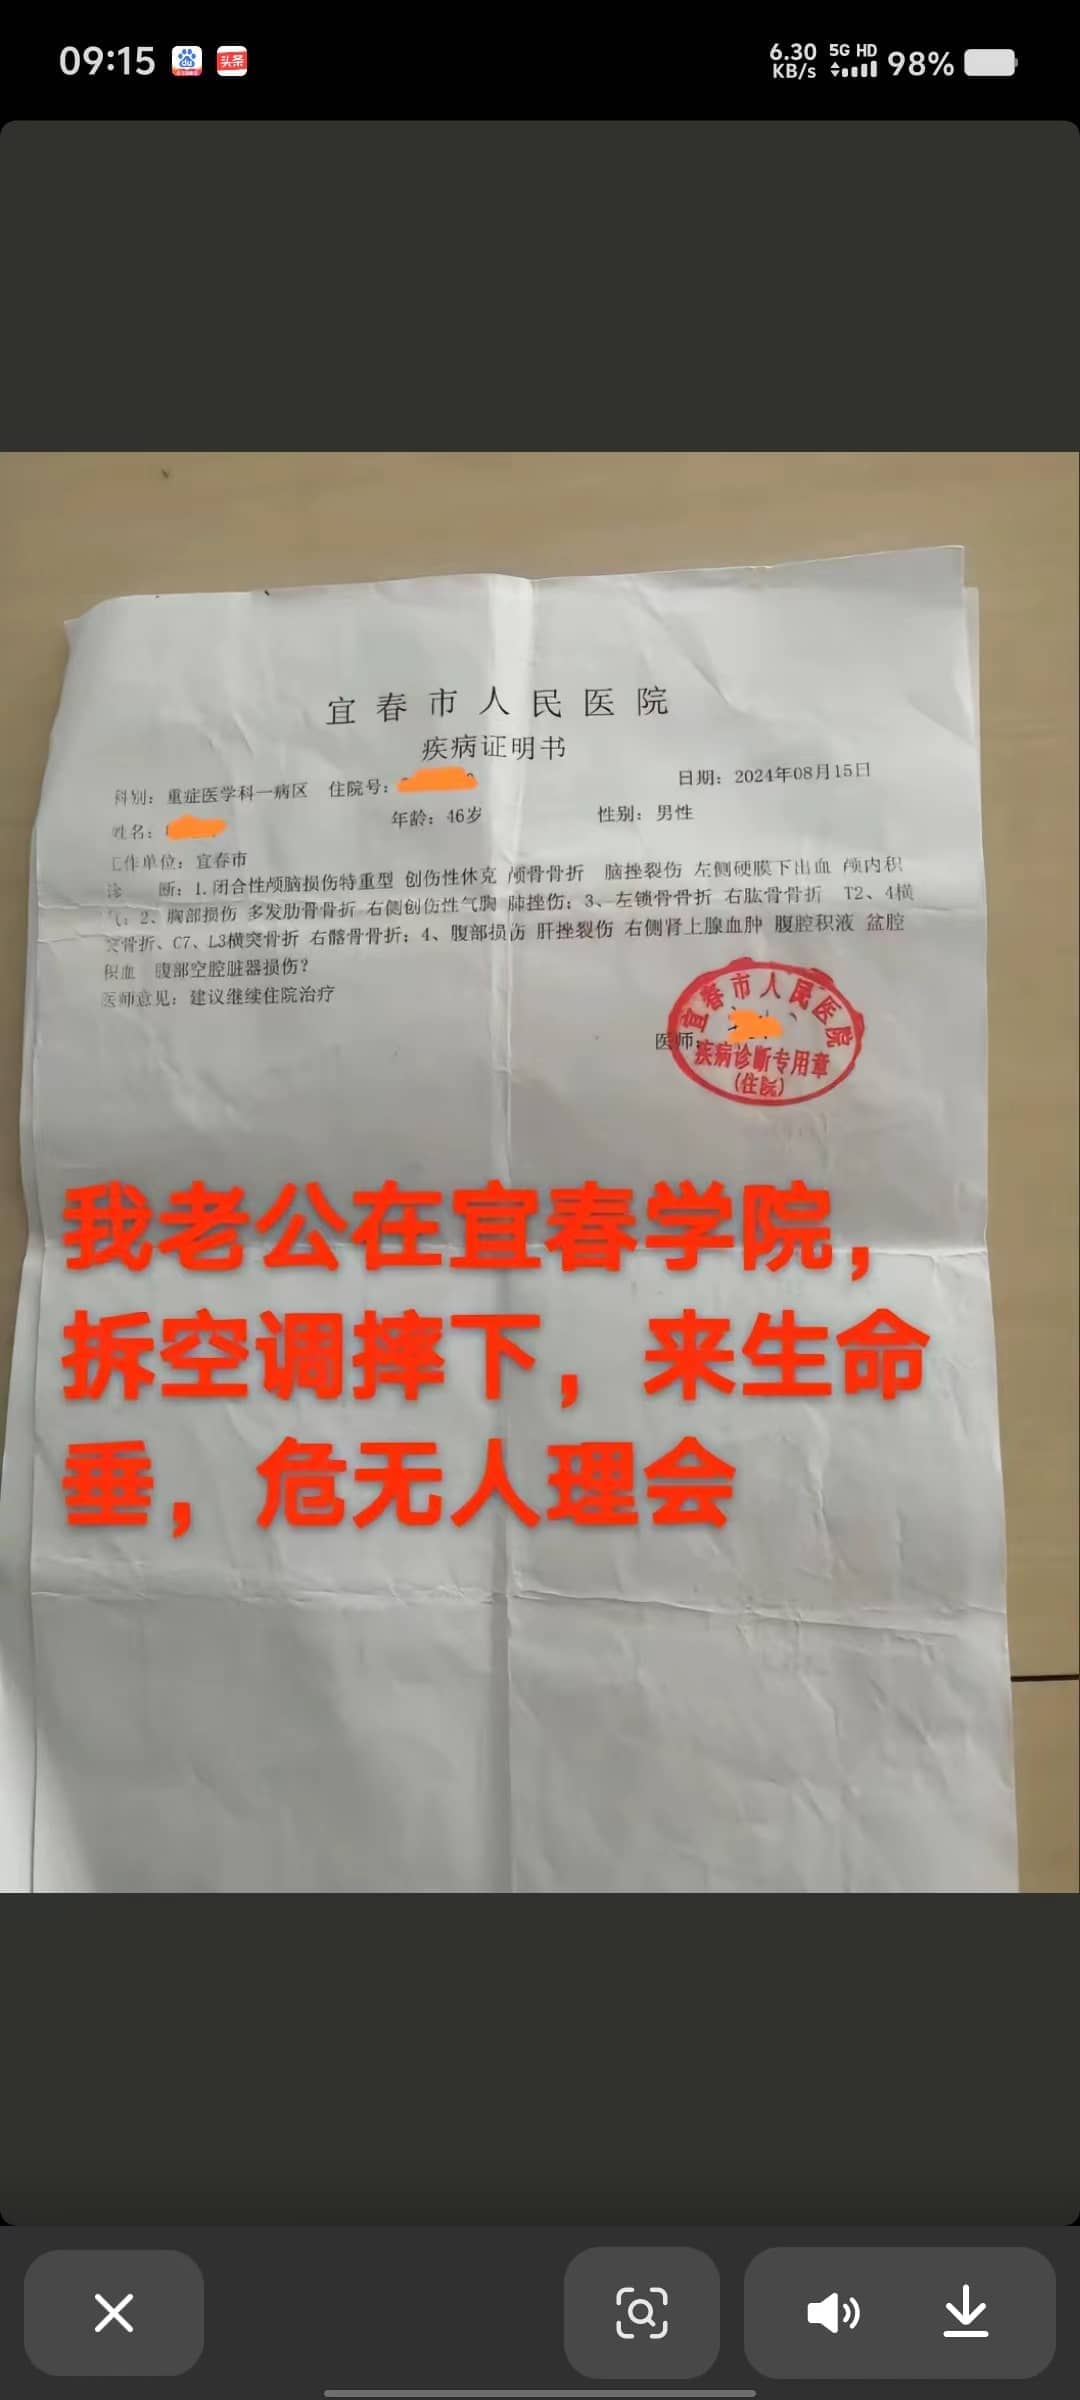 09:15
头条
6.30 KB/s 5G HD 98%
宜春市人民医院
疾病证明书
科别：重症医学科一病区 住院号： 日期：2024年08月15日
姓名： 年龄：46岁 性别：男性
工作单位：宜春市
诊 断：1.闭合性颅脑损伤特重型 创伤性休克 颅骨骨折 脑挫裂伤 左侧硬膜下出血 颅内积
气；2、胸部损伤 多发肋骨骨折 右侧创伤性气胸 肺挫伤；3、左锁骨骨折 右肱骨骨折 T2、4横
突骨折、C7、L3横突骨折 右髂骨骨折；4、腹部损伤 肝挫裂伤 右侧肾上腺血肿 腹腔积液 盆腔
积血 腹部空腔脏器损伤？
医师意见：建议继续住院治疗
医师：
宜春市人民医院
疾病诊断专用章
(住院)
我老公在宜春学院，
拆空调摔下，来生命
垂，危无人理会